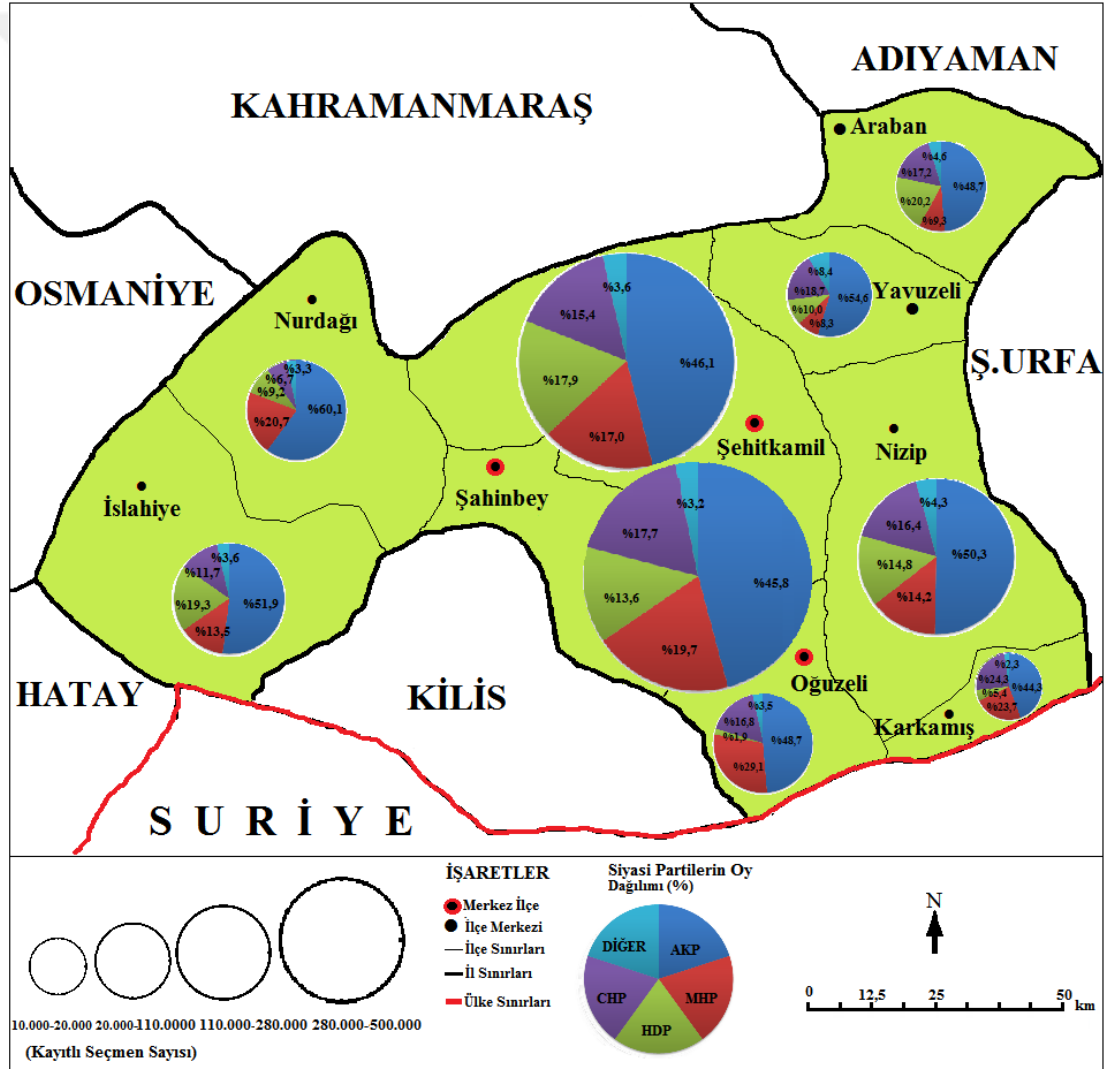 ADIYAMAN
KAHRAMANMARAŞ
Araban
%4,6
%17,2
%48,7
%20,2
%9,3
OSMANİYE
Nurdağı
%3,3
%6,7
%9,2
%60,1
%20,7
%3,6
%15,4
%46,1
%17,9
%17,0
%8,4
%18,7
%54,6
%10,0
%8,3
Yavuzeli
Ş.URFA
Şehitkamil
Nizip
Şahinbey
İslahiye
%3,6
%11,7
%51,9
%19,3
%13,5
%3,2
%17,7
%45,8
%13,6
%19,7
%4,3
%16,4
%50,3
%14,8
%14,2
HATAY
KİLİS
Oğuzeli
%3,5
%16,8
%48,7
%1,9
%29,1
%2,3
%24,3
%44,3
%5,4
%23,7
Karkamış
SURİYE
İŞARETLER
Merkez İlçe
İlçe Merkezi
İlçe Sınırları
İl Sınırları
Ülke Sınırları
Siyasi Partilerin Oy
Dağılımı (%)
DİĞER
AKP
CHP
MHP
HDP
N
0 12,5 25 50
km
10.000-20.000 20.000-110.0000 110.000-280.000 280.000-500.000
(Kayıtlı Seçmen Sayısı)